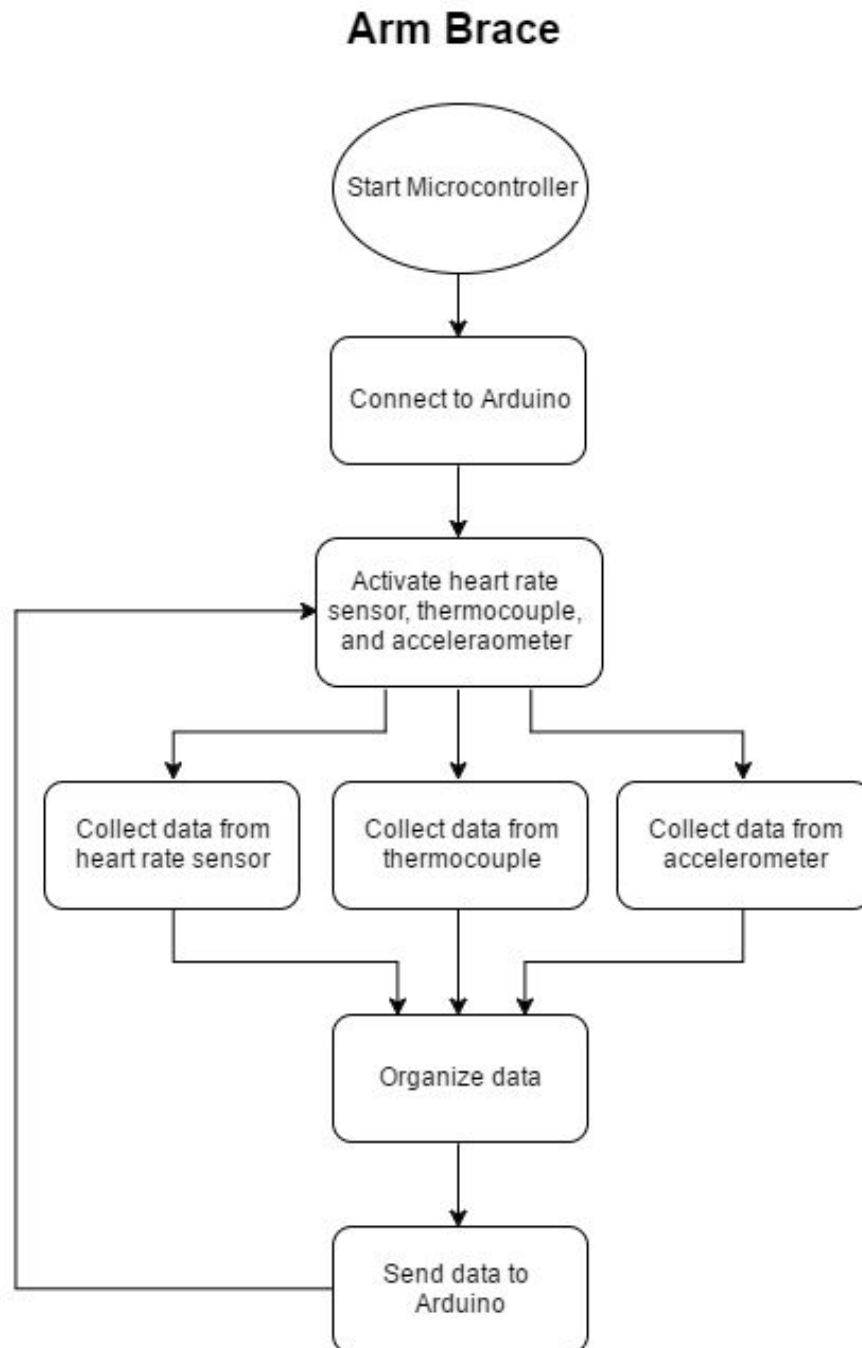 Arm Brace
Start Microcontroller
Connect to Arduino
Activate heart rate
sensor, thermocouple,
and acceleraometer
Collect data from
heart rate sensor
Collect data from
thermocouple
Collect data from
accelerometer
Organize data
Send data to
Arduino